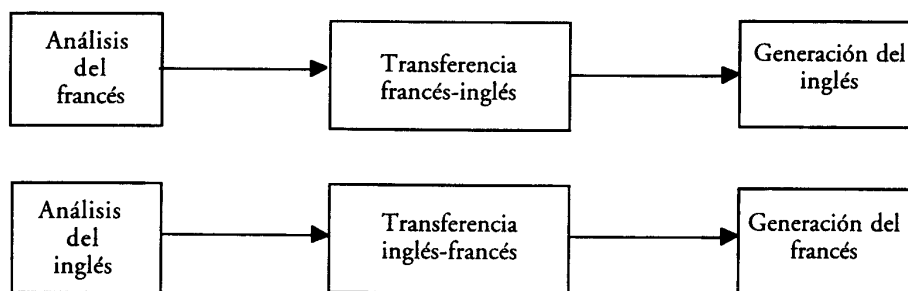 Análisis
del
francés
Transferencia
francés-inglés
Generación del
inglés
Análisis
del
inglés
Transferencia
inglés-francés
Generación del
francés